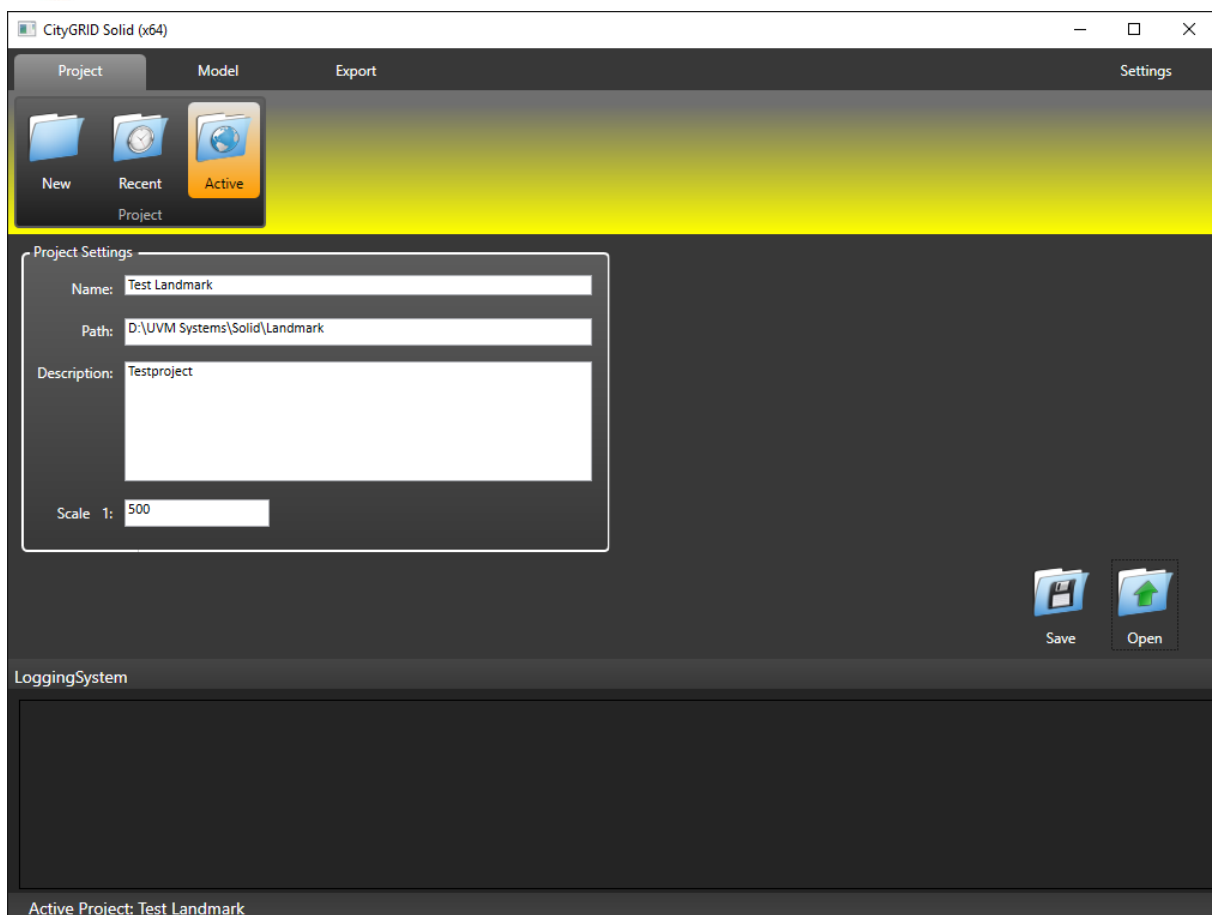 CityGRID Solid (x64)
Project Model Export Settings
New Recent Active
Project
Project Settings
Name: Test Landmark
Path: D:\UVM Systems\Solid\Landmark
Description: Testproject
Scale 1: 500
Save Open
LoggingSystem
Active Project: Test Landmark